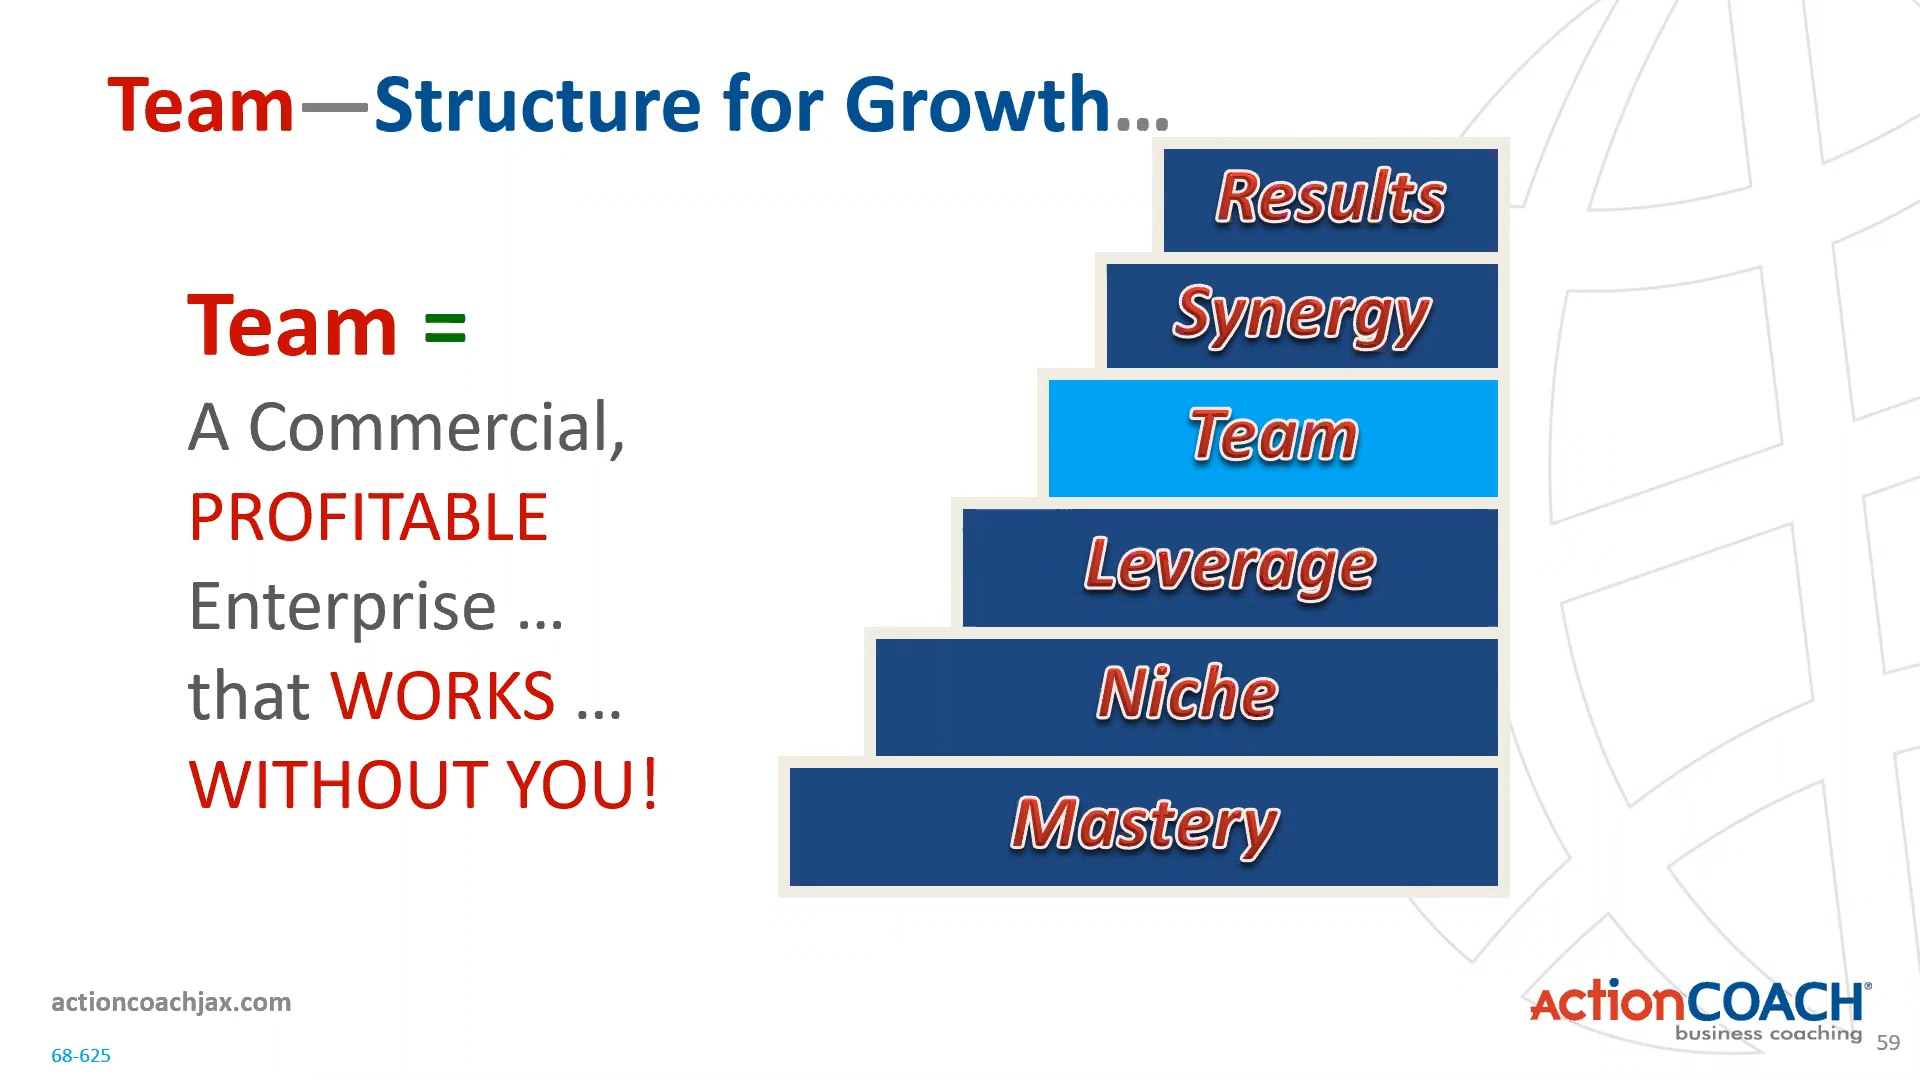 Team—Structure for Growth…
Team =
A Commercial,
PROFITABLE
Enterprise …
that WORKS …
WITHOUT YOU!
Results
Synergy
Team
Leverage
Niche
Mastery
actioncoachjax.com
68-625
ActionCOACH®
business coaching
59